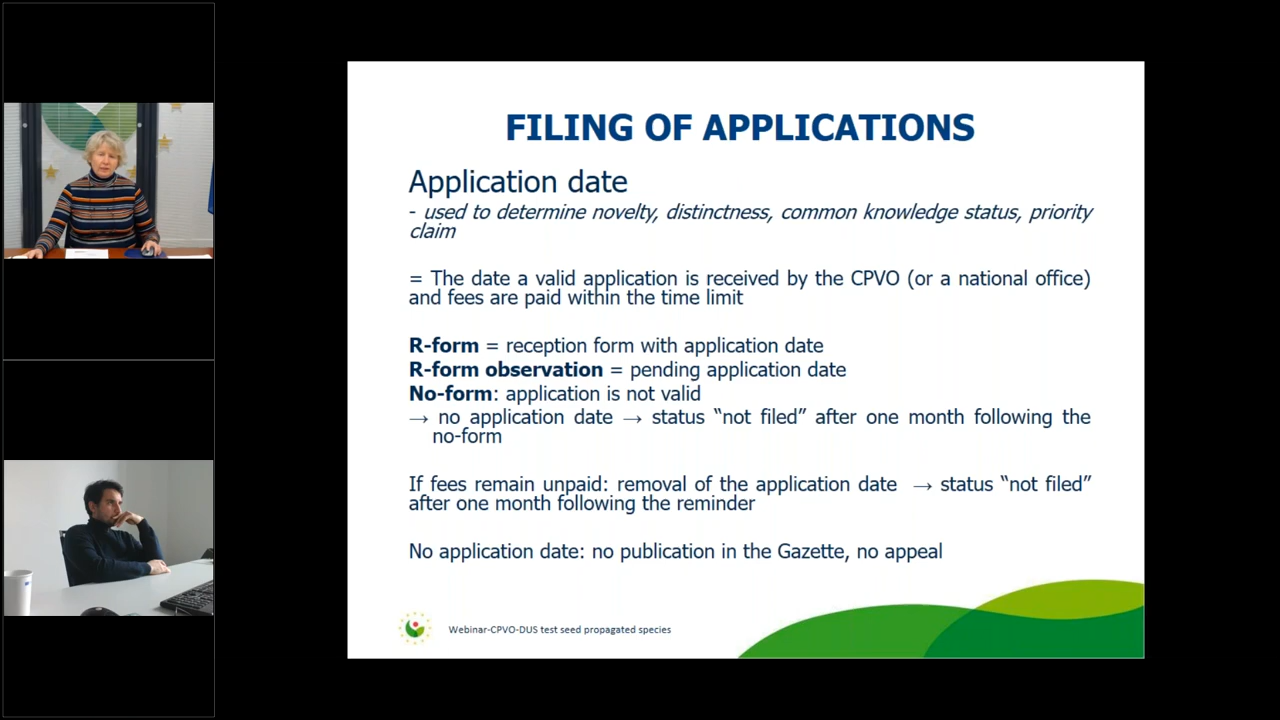 FILING OF APPLICATIONS
Application date
- used to determine novelty, distinctness, common knowledge status, priority
claim
= The date a valid application is received by the CPVO (or a national office)
and fees are paid within the time limit
R-form = reception form with application date
R-form observation = pending application date
No-form: application is not valid
→ no application date → status “not filed” after one month following the
no-form
If fees remain unpaid: removal of the application date → status “not filed”
after one month following the reminder
No application date: no publication in the Gazette, no appeal
Webinar-CPVO-DUS test seed propagated species